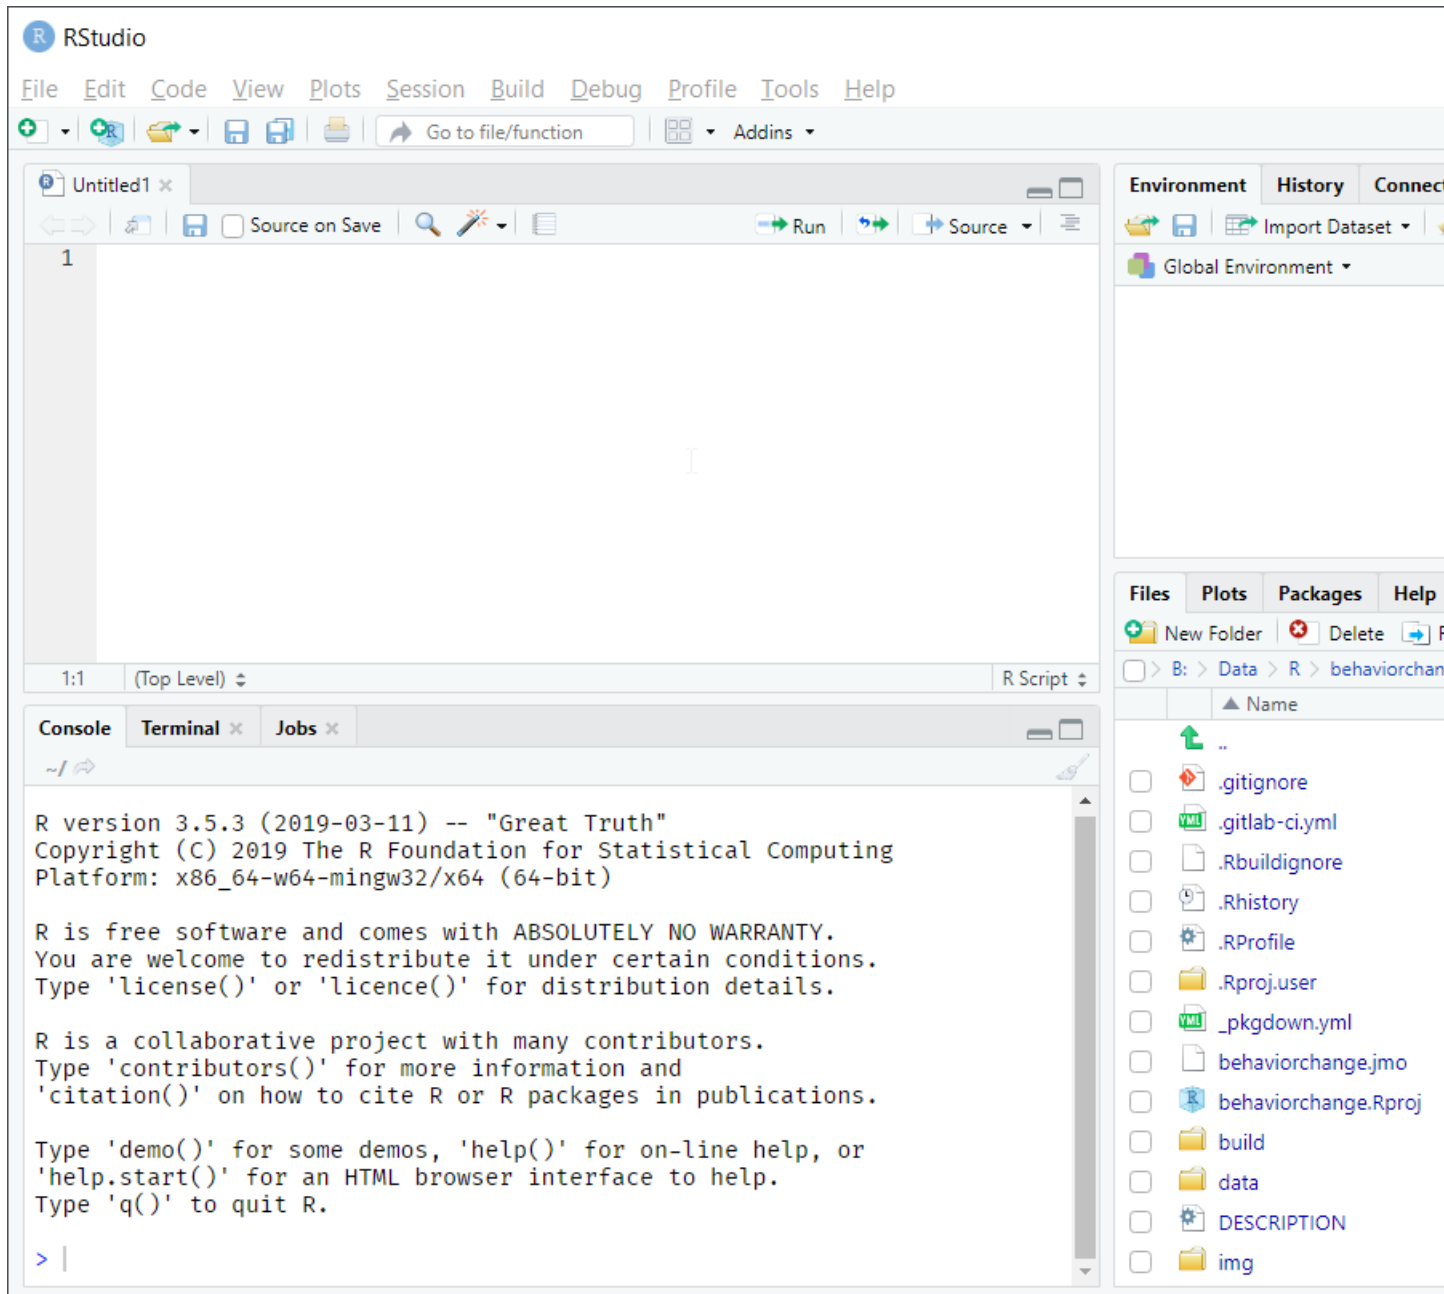 RStudio
File Edit Code View Plots Session Build Debug Profile Tools Help
Go to file/function Addins
Untitled1
Source on Save Run Source
1
1:1 (Top Level) R Script
Console Terminal Jobs
~/
R version 3.5.3 (2019-03-11) -- "Great Truth"
Copyright (C) 2019 The R Foundation for Statistical Computing
Platform: x86_64-w64-mingw32/x64 (64-bit)
R is free software and comes with ABSOLUTELY NO WARRANTY.
You are welcome to redistribute it under certain conditions.
Type 'license()' or 'licence()' for distribution details.
R is a collaborative project with many contributors.
Type 'contributors()' for more information and
'citation()' on how to cite R or R packages in publications.
Type 'demo()' for some demos, 'help()' for on-line help, or
'help.start()' for an HTML browser interface to help.
Type 'q()' to quit R.
>
Environment History Connect
Import Dataset
Global Environment
Files Plots Packages Help
New Folder Delete R
B: > Data > R > behaviorchan
Name
..
.gitignore
.gitlab-ci.yml
.Rbuildignore
.Rhistory
.RProfile
.Rproj.user
_pkgdown.yml
behaviorchange.jmo
behaviorchange.Rproj
build
data
DESCRIPTION
img